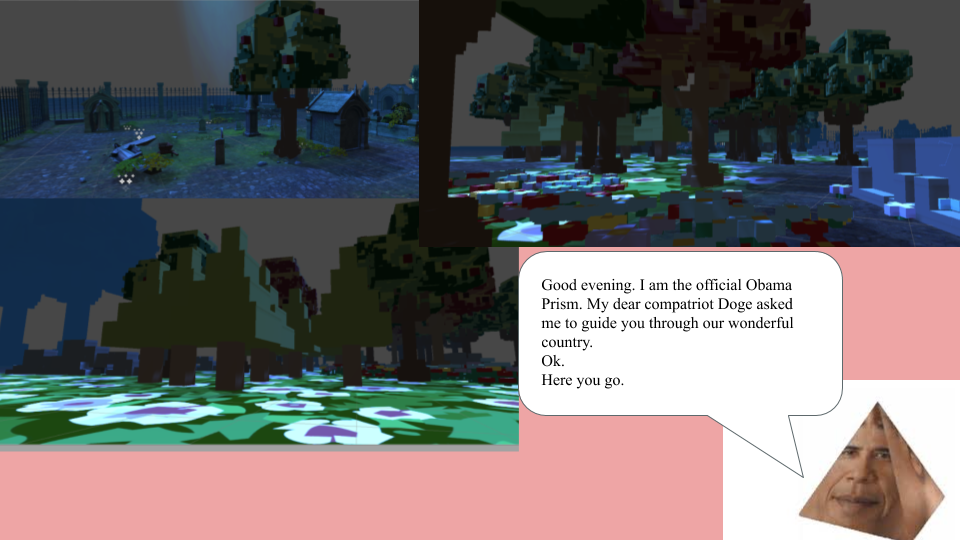 Good evening. I am the official Obama
Prism. My dear compatriot Doge asked
me to guide you through our wonderful
country.
Ok.
Here you go.